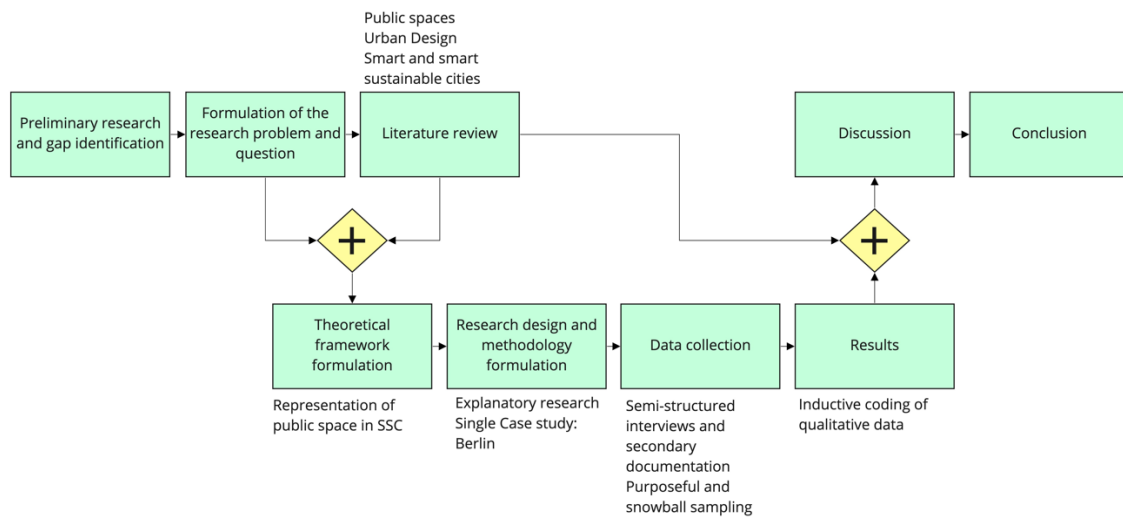 Public spaces
Urban Design
Smart and smart
sustainable cities
Preliminary research
and gap identification
Formulation of the
research problem and
question
Literature review
Discussion
Conclusion
Theoretical
framework
formulation
Research design and
methodology
formulation
Data collection
Results
Representation of
public space in SSC
Explanatory research
Single Case study:
Berlin
Semi-structured
interviews and
secondary
documentation
Purposeful and
snowball sampling
Inductive coding of
qualitative data